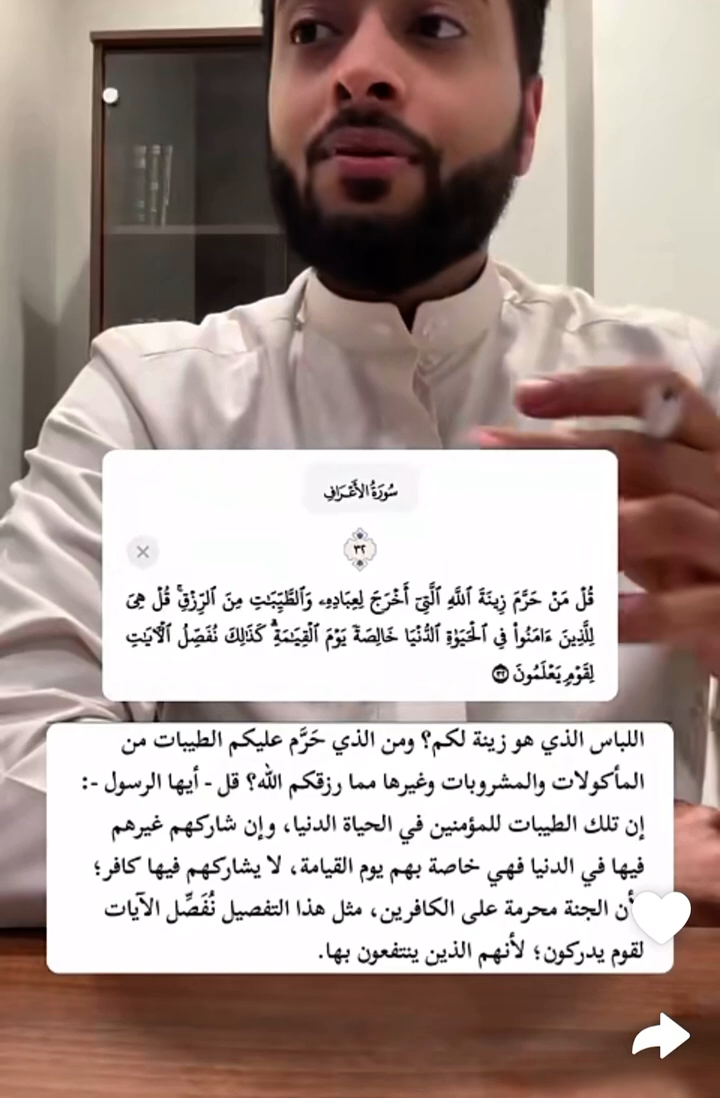 سُورَةُ الأَعْرَافِ
٣٢
قُلْ مَنْ حَرَّمَ زِينَةَ ٱللَّهِ ٱلَّتِىٓ أَخْرَجَ لِعِبَادِهِۦ وَٱلطَّيِّبَٰتِ مِنَ ٱلرِّزْقِۚ قُلْ هِىَ
لِلَّذِينَ ءَامَنُوا۟ فِى ٱلْحَيَوٰةِ ٱلدُّنْيَا خَالِصَةً يَوْمَ ٱلْقِيَٰمَةِۗ كَذَٰلِكَ نُفَصِّلُ ٱلْءَايَٰتِ
لِقَوْمٍ يَعْلَمُونَ ٣٢
اللباس الذي هو زينة لكم؟ ومن الذي حَرَّم عليكم الطيبات من
المأكولات والمشروبات وغيرها مما رزقكم الله؟ قل - أيها الرسول -:
إن تلك الطيبات للمؤمنين في الحياة الدنيا، وإن شاركهم غيرهم
فيها في الدنيا فهي خاصة بهم يوم القيامة، لا يشاركهم فيها كافر؛
أن الجنة محرمة على الكافرين، مثل هذا التفصيل نُفَصِّل الآيات
لقوم يدركون؛ لأنهم الذين ينتفعون بها.